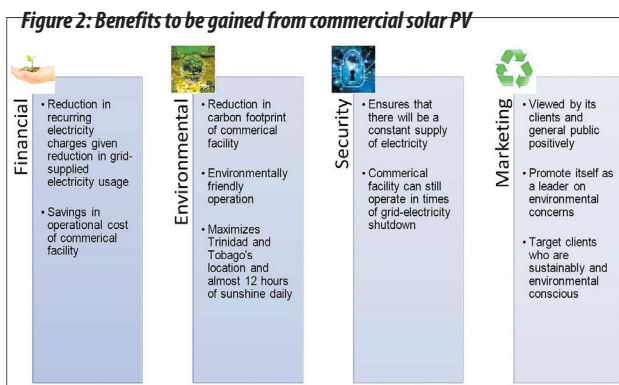 Figure 2: Benefits to be gained from commercial solar PV
Financial
• Reduction in
recurring
electricity
charges given
reduction in grid-
supplied
electricity usage
• Savings in
operational cost
of commerical
facility
Environmental
• Reduction in
carbon footprint
of commerical
facility
• Environmentally
friendly
operation
• Maximizes
Trinidad and
Tobago's
location and
almost 12 hours
of sunshine daily
Security
• Ensures that
there will be a
constant supply
of electricity
• Commerical
facility can still
operate in times
of grid-electricity
shutdown
Marketing
• Viewed by its
clients and
general public
positively
• Promote itself as
a leader on
environmental
concerns
• Target clients
who are
sustainably and
environmental
conscious